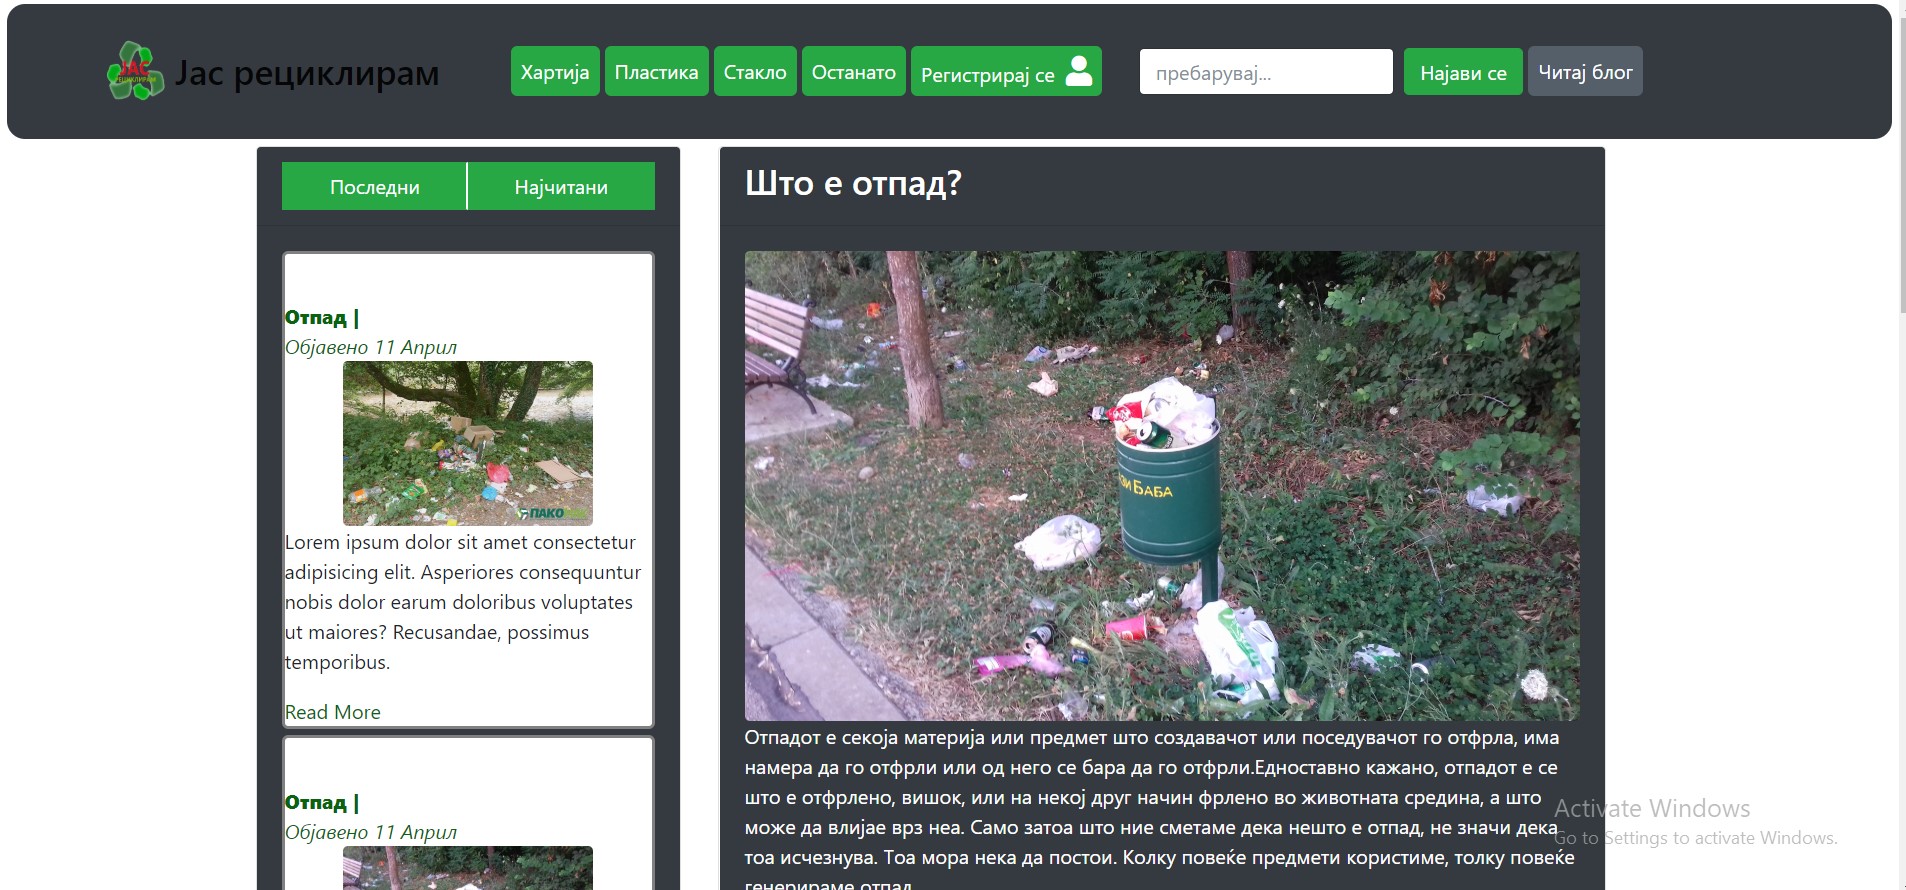 ЈАС
РЕЦИКЛИРАМ
Јас рециклирам
Хартија
Пластика
Стакло
Останато
Регистрирај се
пребарувај...
Најави се
Читај блог
Последни
Најчитани
Отпад |
Објавено 11 Април
ПАКО
Lorem ipsum dolor sit amet consectetur
adipisicing elit. Asperiores consequuntur
nobis dolor earum doloribus voluptates
ut maiores? Recusandae, possimus
temporibus.
Read More
Отпад |
Објавено 11 Април
Што е отпад?
БАБА
Отпадот е секоја материја или предмет што создавачот или поседувачот го отфрла, има
намера да го отфрли или од него се бара да го отфрли.Едноставно кажано, отпадот е се
што е отфрлено, вишок, или на некој друг начин фрлено во животната средина, а што
може да влијае врз неа. Само затоа што ние сметаме дека нешто е отпад, не значи дека
тоа исчезнува. Тоа мора нека да постои. Колку повеќе предмети користиме, толку повеќе
генерираме отпад
Activate Windows
Go to Settings to activate Windows.